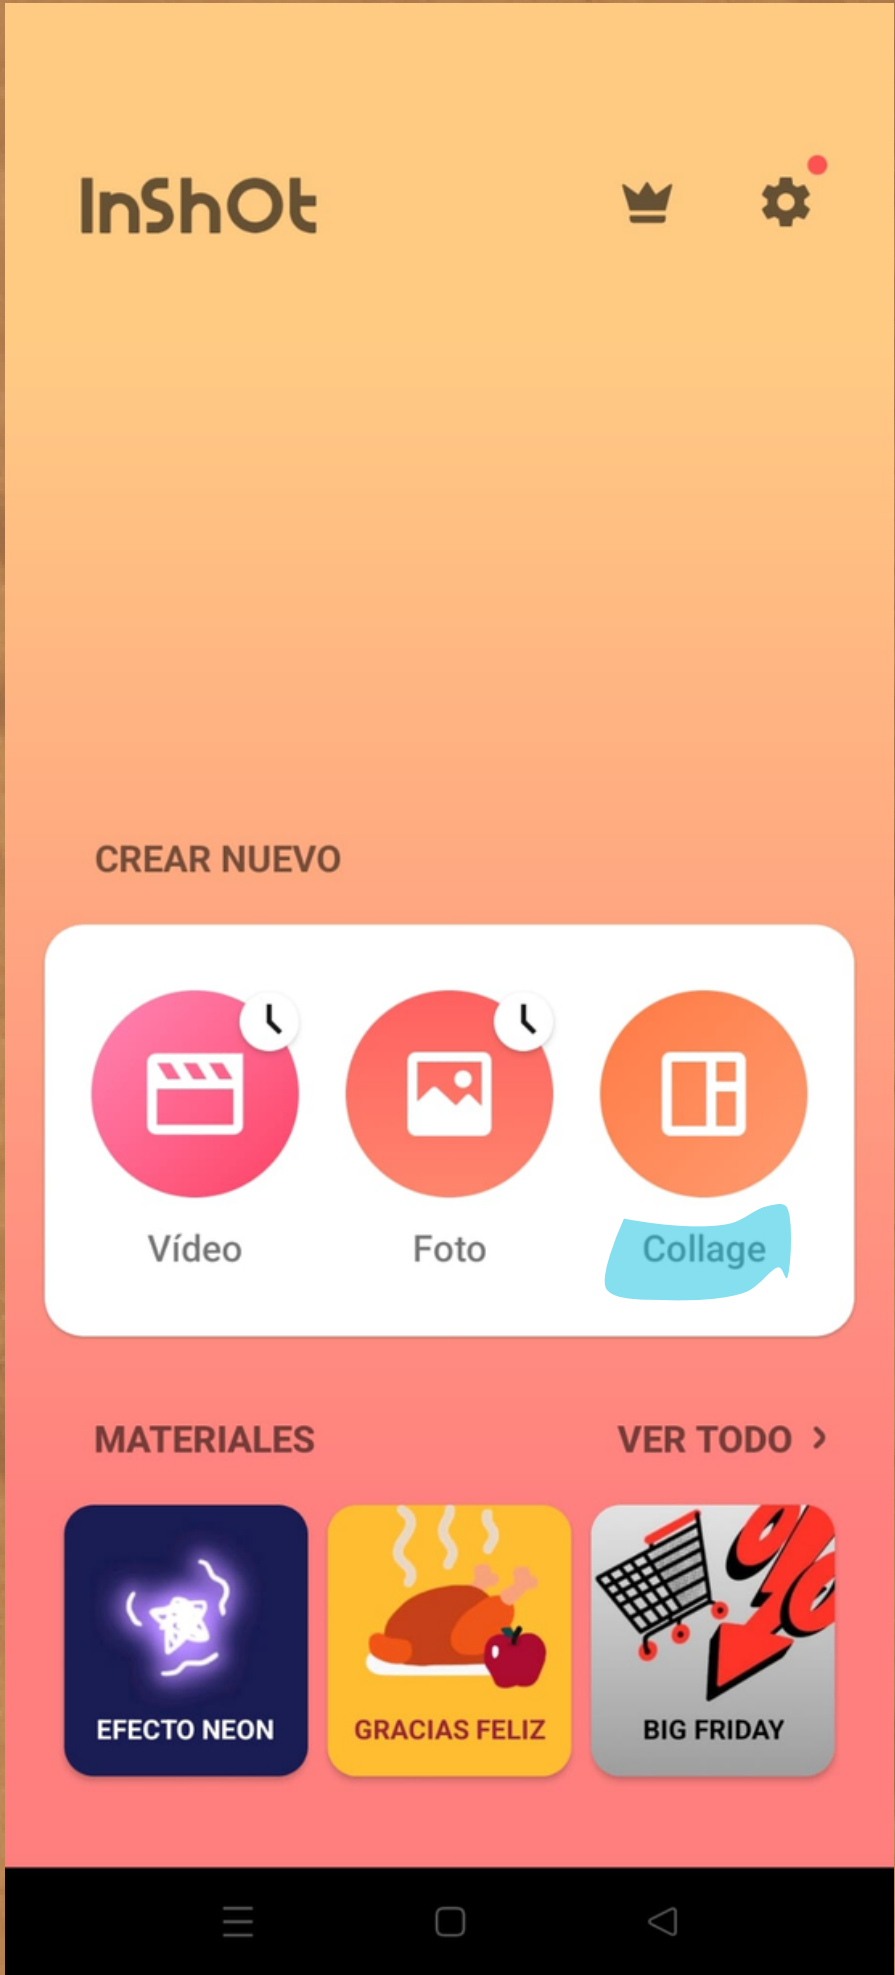 InShOt
CREAR NUEVO
Vídeo Foto Collage
MATERIALES VER TODO >
EFECTO NEON GRACIAS FELIZ BIG FRIDAY
%